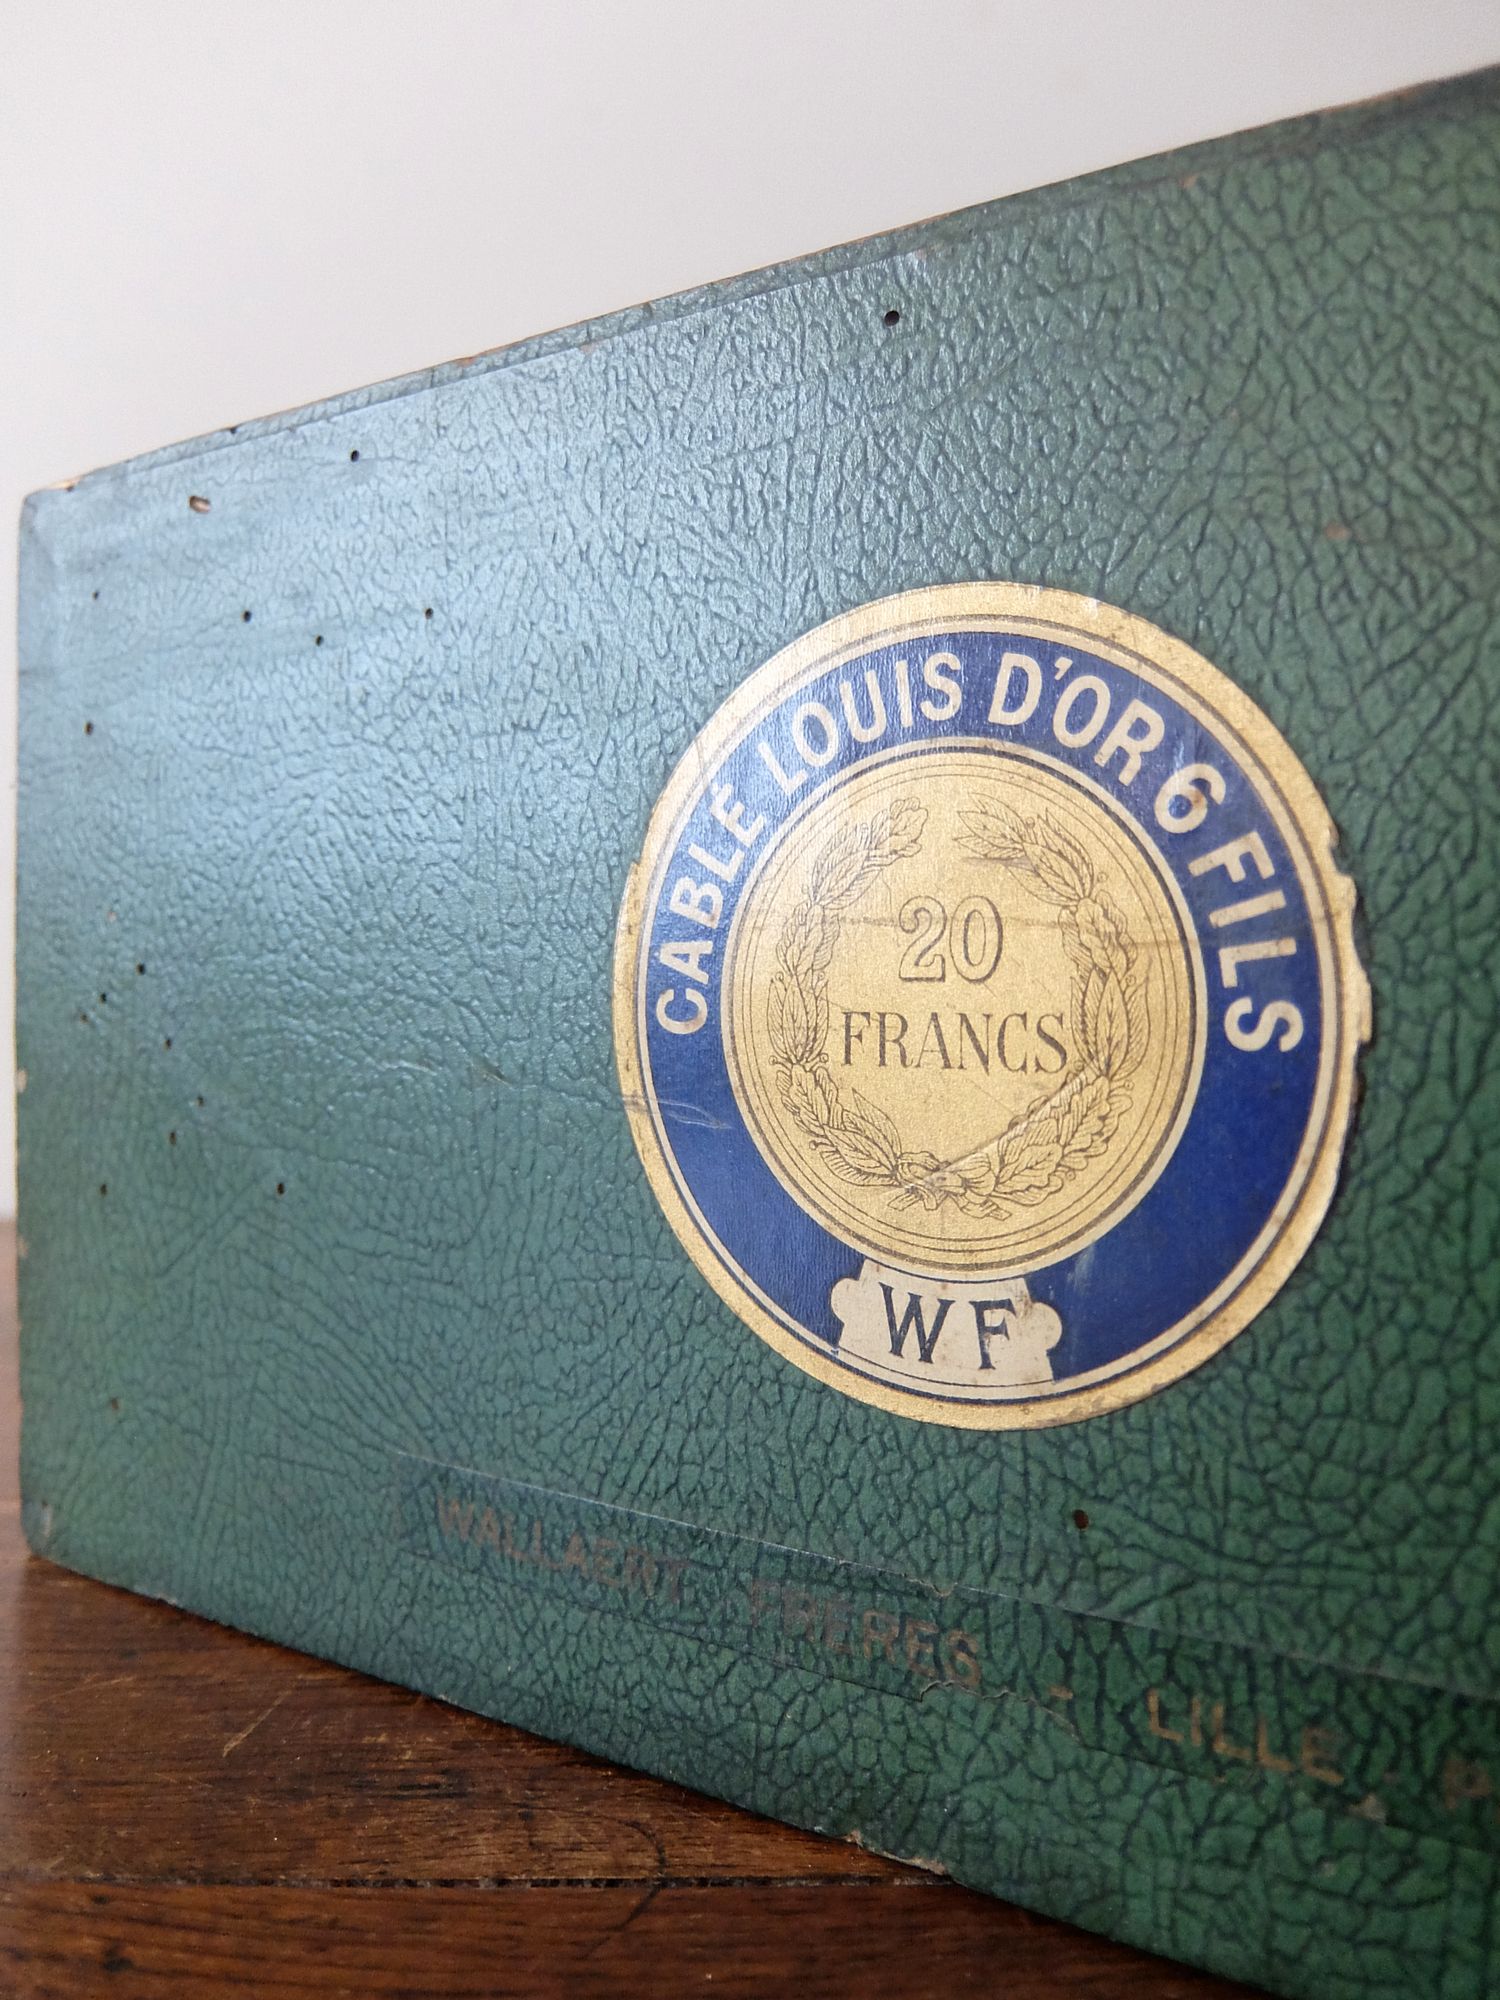 CABLÉ LOUIS D'OR 6 FILS
20
FRANCS
WF
WALLAERT FRÈRES - LILLE